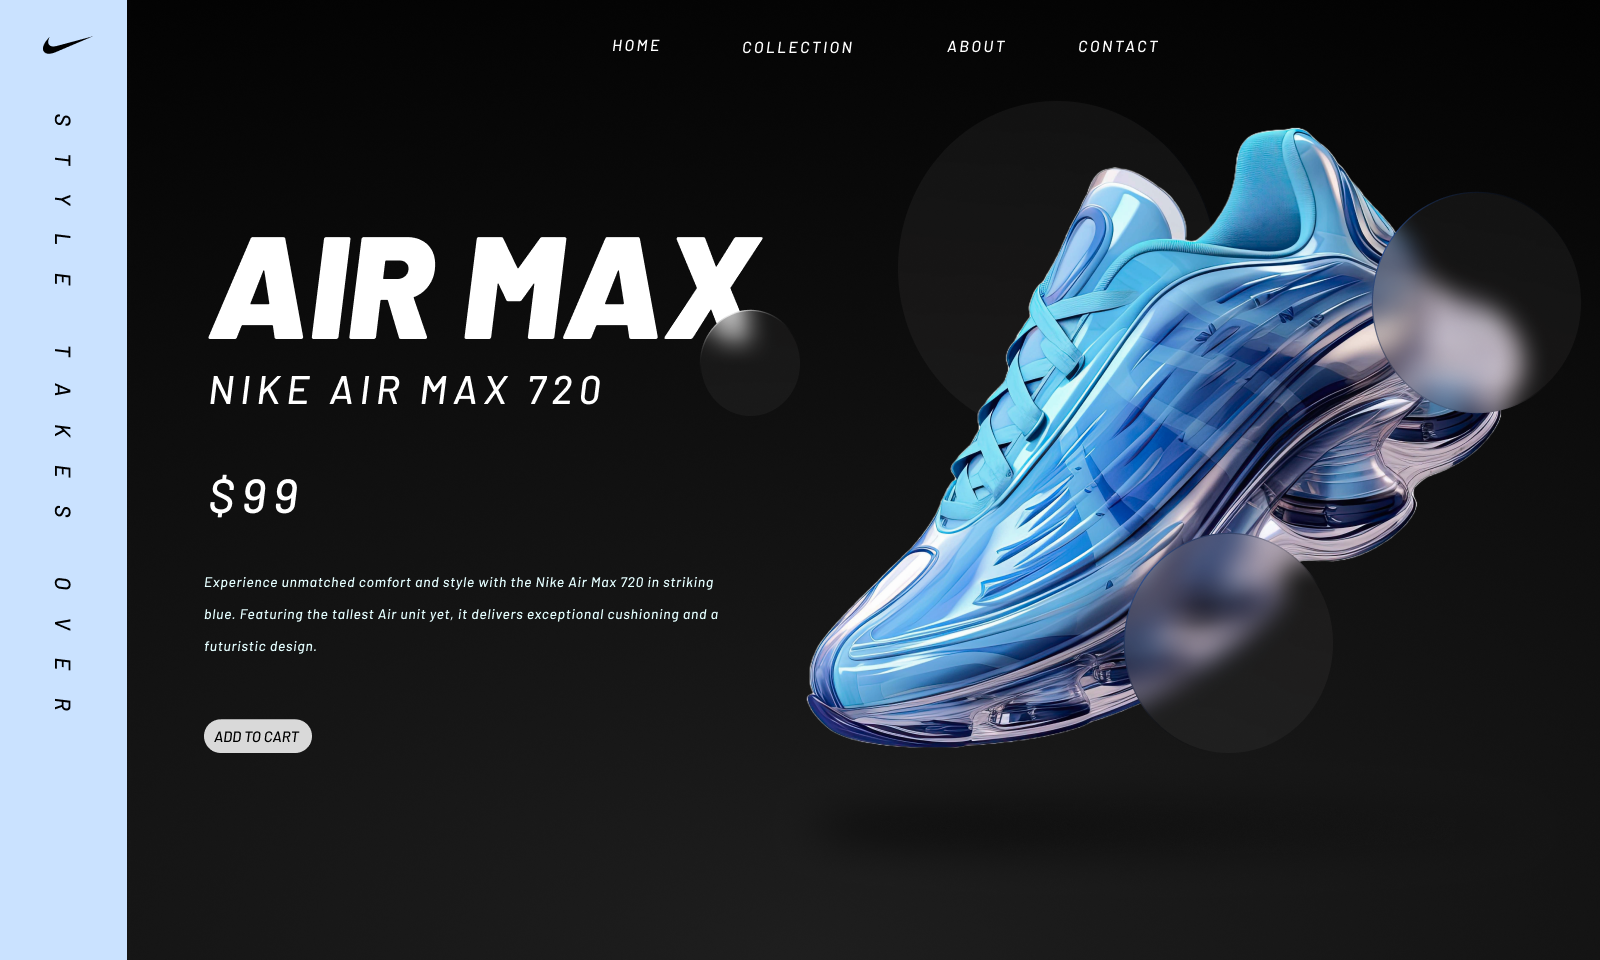 HOME COLLECTION ABOUT CONTACT
STYLE TAKES OVER
AIR MAX
NIKE AIR MAX 720
$99
Experience unmatched comfort and style with the Nike Air Max 720 in striking
blue. Featuring the tallest Air unit yet, it delivers exceptional cushioning and a
futuristic design.
ADD TO CART